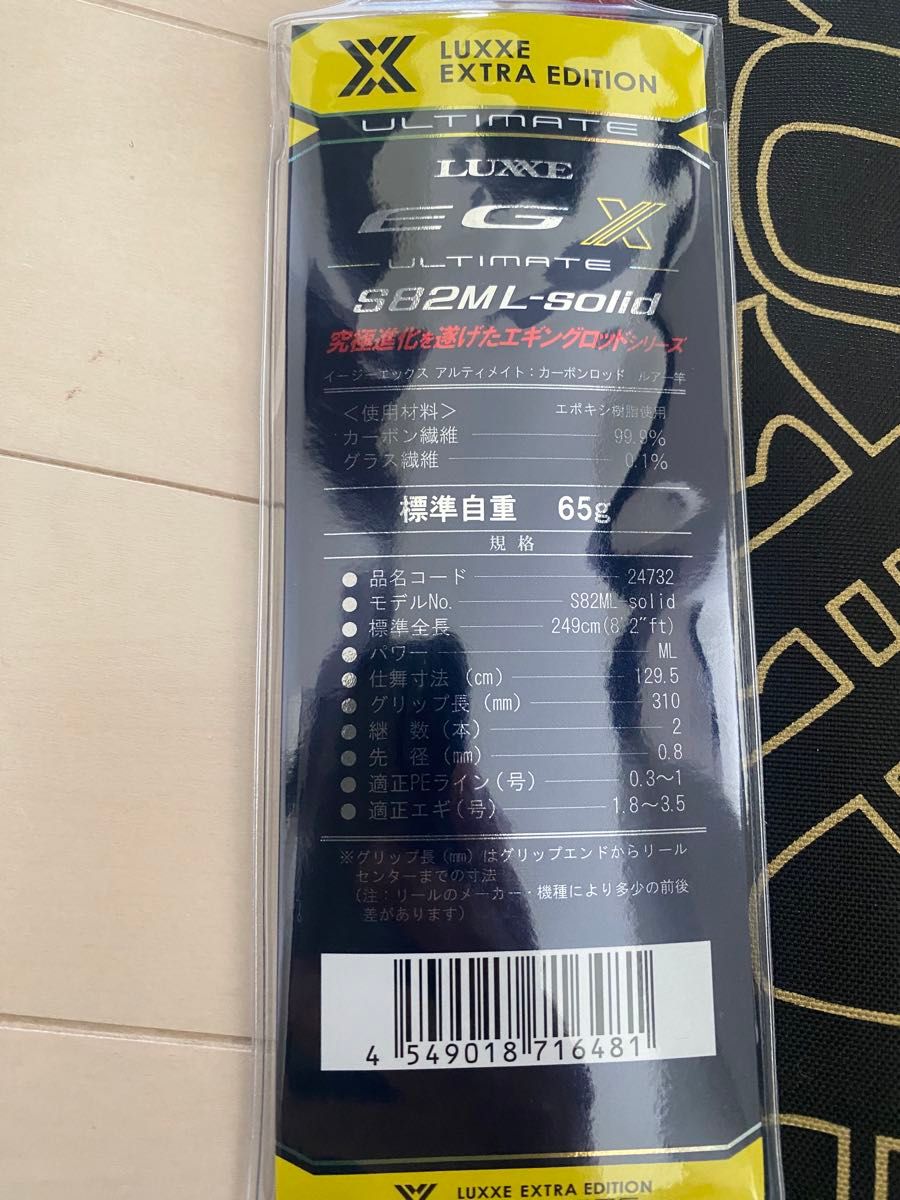 LUXXE
EXTRA EDITION
ULTIMATE
LUXXE
EG X
ULTIMATE
S82ML-solid
究極進化を遂げたエギングロッドシリーズ
イージーエックス アルティメイト：カーボンロッド ルアー竿
＜使用材料＞ エポキシ樹脂使用
カーボン繊維 99.9%
グラス繊維 0.1%
標準自重 65g
規格
● 品名コード 24732
● モデルNo. S82ML-solid
● 標準全長 249cm(8'2"ft)
● パワー ML
● 仕舞寸法 (cm) 129.5
● グリップ長 (mm) 310
● 継 数 (本) 2
● 先 径 (mm) 0.8
● 適正PEライン(号) 0.3〜1
● 適正エギ(号) 1.8〜3.5
※グリップ長(mm)はグリップエンドからリール
センターまでの寸法
(注：リールのメーカー・機種により多少の前後
差があります)
4 549018 716481
LUXXE EXTRA EDITION